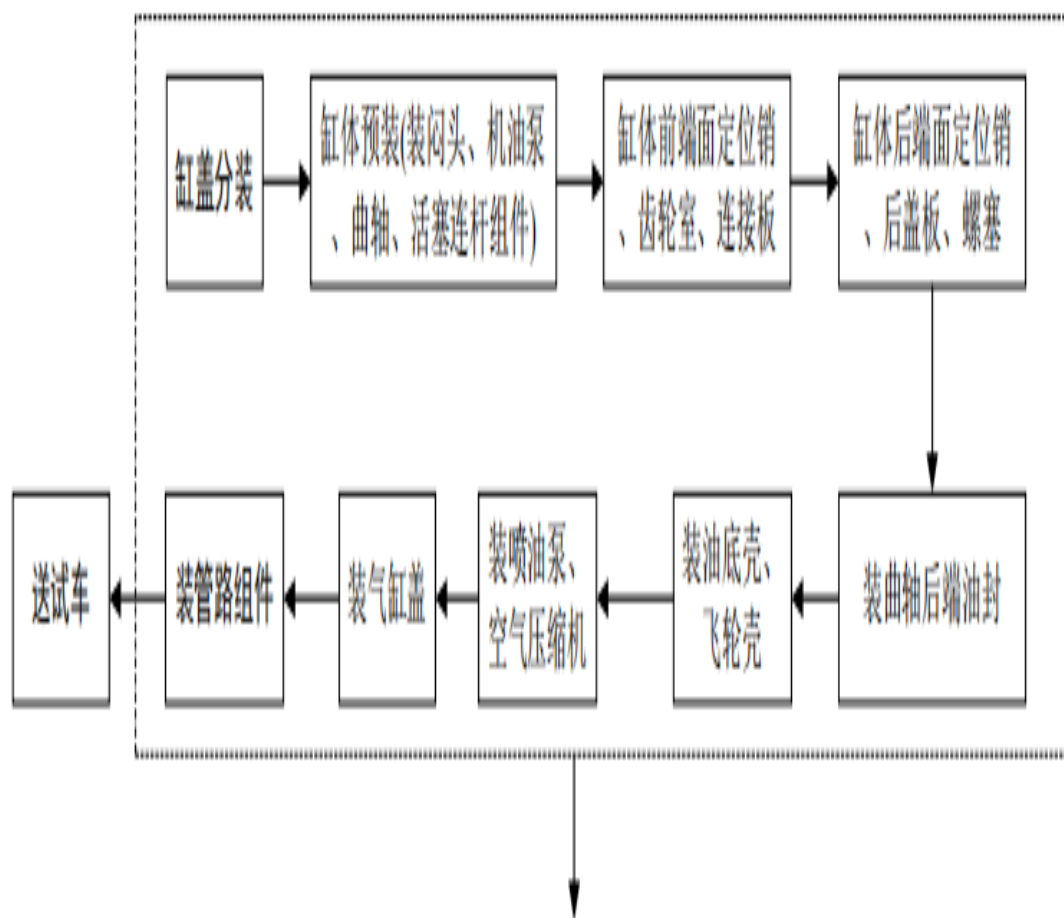 缸盖分装
缸体预装(装闷头、机油泵
、曲轴、活塞连杆组件)
缸体前端面定位销
、齿轮室、连接板
缸体后端面定位销
、后盖板、螺塞
送试车
装管路组件
装气缸盖
装喷油泵、
空气压缩机
装油底壳、
飞轮壳
装曲轴后端油封